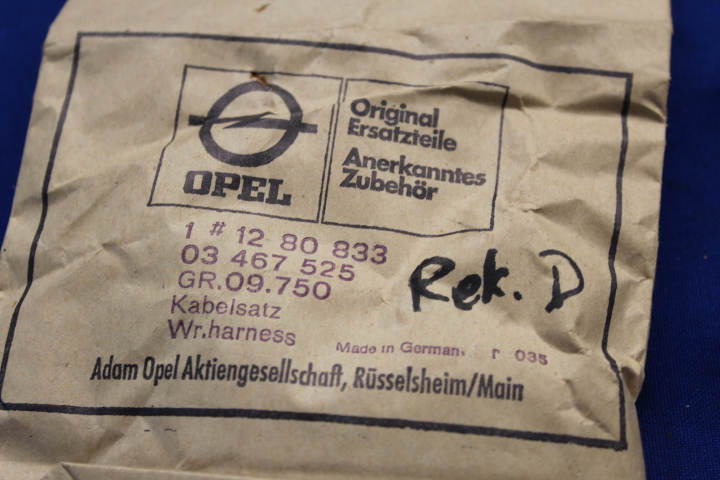 OPEL
Original
Ersatzteile
Anerkanntes
Zubehör
1 # 12 80 833
03 467 525
GR.09.750
Kabelsatz
Wr.harness
Rek. D
Made in German. r 035
Adam Opel Aktiengesellschaft, Rüsselsheim/Main